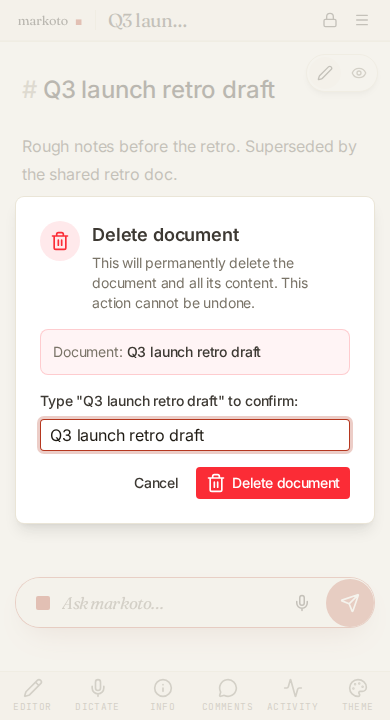 markoto Q3 laun...
# Q3 launch retro draft
Rough notes before the retro. Superseded by
the shared retro doc.
Delete document
This will permanently delete the
document and all its content. This
action cannot be undone.
Document: Q3 launch retro draft
Type "Q3 launch retro draft" to confirm:
Q3 launch retro draft
Cancel Delete document
Ask markoto...
EDITOR DICTATE INFO COMMENTS ACTIVITY THEME